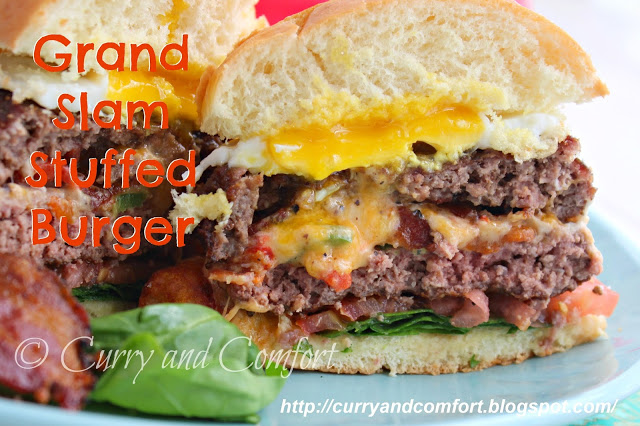 Grand
Slam
Stuffed
Burger
© Curry and Comfort
http://curryandcomfort.blogspot.com/